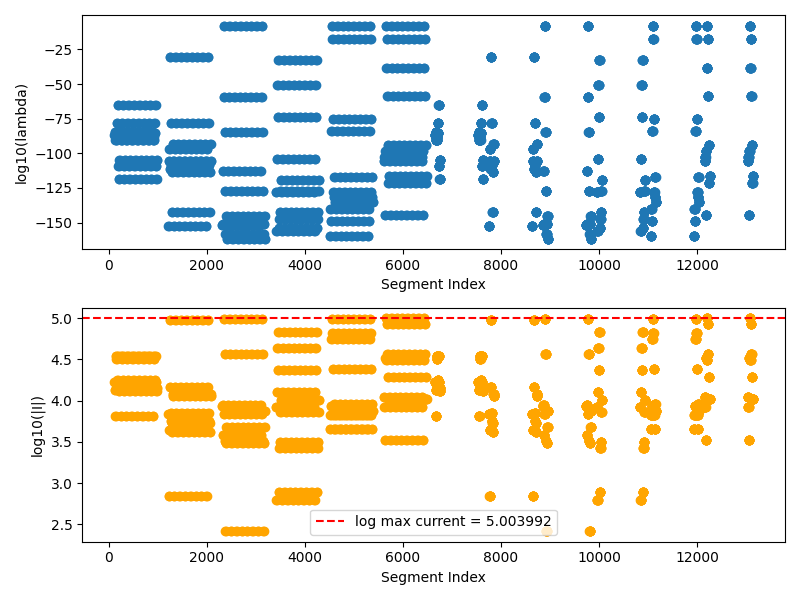 −25
−50
−75
−100
−125
−150
log10(lambda)
0 2000 4000 6000 8000 10000 12000
Segment Index
5.0
4.5
4.0
3.5
3.0
2.5
log10(|I|)
log max current = 5.003992
0 2000 4000 6000 8000 10000 12000
Segment Index